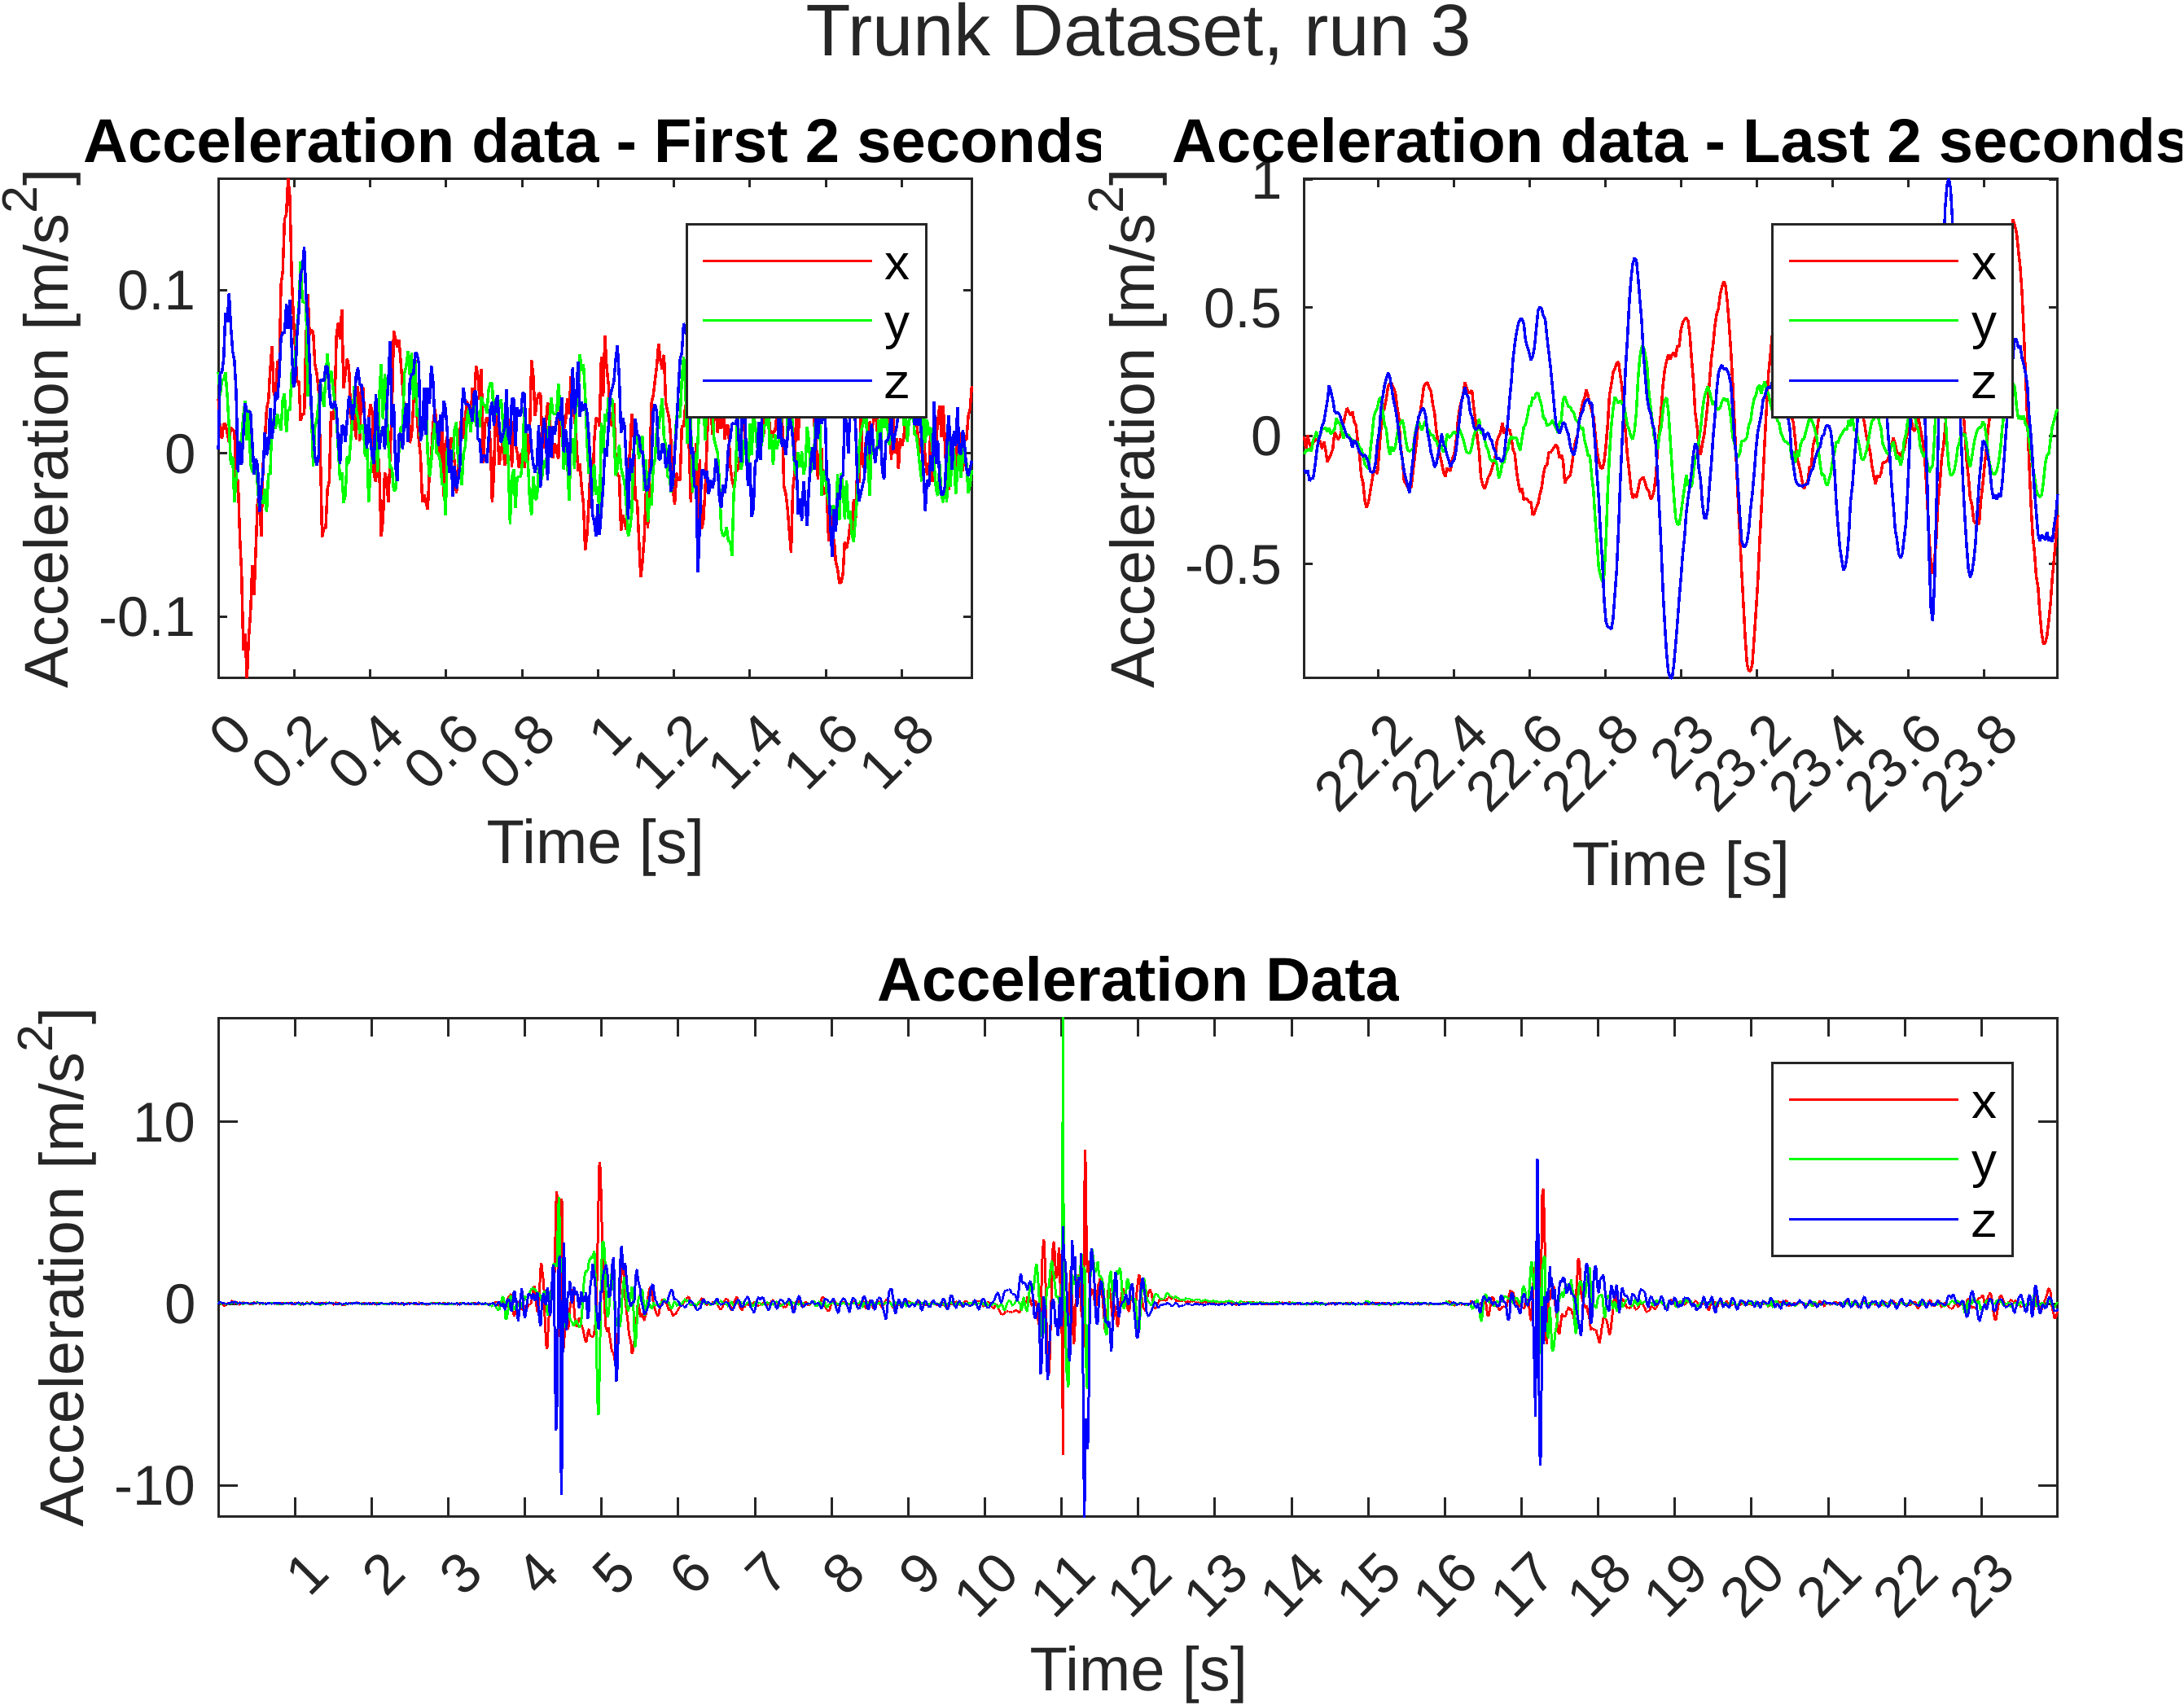 Trunk Dataset, run 3
Acceleration data - First 2 seconds
Acceleration [m/s²]
0.1
0
-0.1
x
y
z
0
0.2
0.4
0.6
0.8
1
1.2
1.4
1.6
1.8
Time [s]
Acceleration data - Last 2 seconds
Acceleration [m/s²]
1
0.5
0
-0.5
x
y
z
22.2
22.4
22.6
22.8
23
23.2
23.4
23.6
23.8
Time [s]
Acceleration Data
Acceleration [m/s²]
10
0
-10
x
y
z
1
2
3
4
5
6
7
8
9
10
11
12
13
14
15
16
17
18
19
20
21
22
23
Time [s]